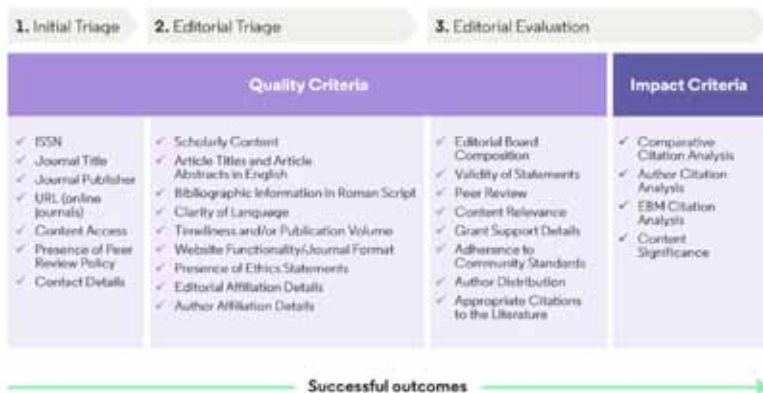 1. Initial Triage
2. Editorial Triage
3. Editorial Evaluation
Quality Criteria
Impact Criteria
✓ ISSN
✓ Journal Title
✓ Journal Publisher
✓ URL (online
journals)
✓ Content Access
✓ Presence of Peer
Review Policy
✓ Contact Details
✓ Scholarly Content
✓ Article Titles and Article
Abstracts in English
✓ Bibliographic Information in Roman Script
✓ Clarity of Language
✓ Timeliness and/or Publication Volume
✓ Website Functionality/Journal Format
✓ Presence of Ethics Statements
✓ Editorial Affiliation Details
✓ Author Affiliation Details
✓ Editorial Board
Composition
✓ Validity of Statements
✓ Peer Review
✓ Content Relevance
✓ Grant Support Details
✓ Adherence to
Community Standards
✓ Author Distribution
✓ Appropriate Citations
to the Literature
✓ Comparative
Citation Analysis
✓ Author Citation
Analysis
✓ EBM Citation
Analysis
✓ Content
Significance
Successful outcomes